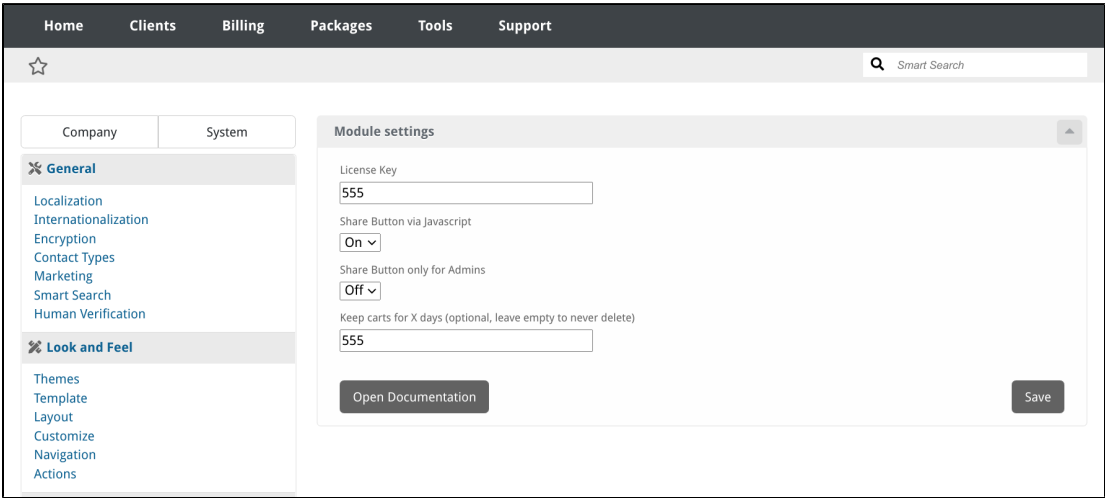 Home Clients Billing Packages Tools Support
Smart Search
Company System
General
Localization
Internationalization
Encryption
Contact Types
Marketing
Smart Search
Human Verification
Look and Feel
Themes
Template
Layout
Customize
Navigation
Actions
Module settings
License Key
555
Share Button via Javascript
On
Share Button only for Admins
Off
Keep carts for X days (optional, leave empty to never delete)
555
Open Documentation Save